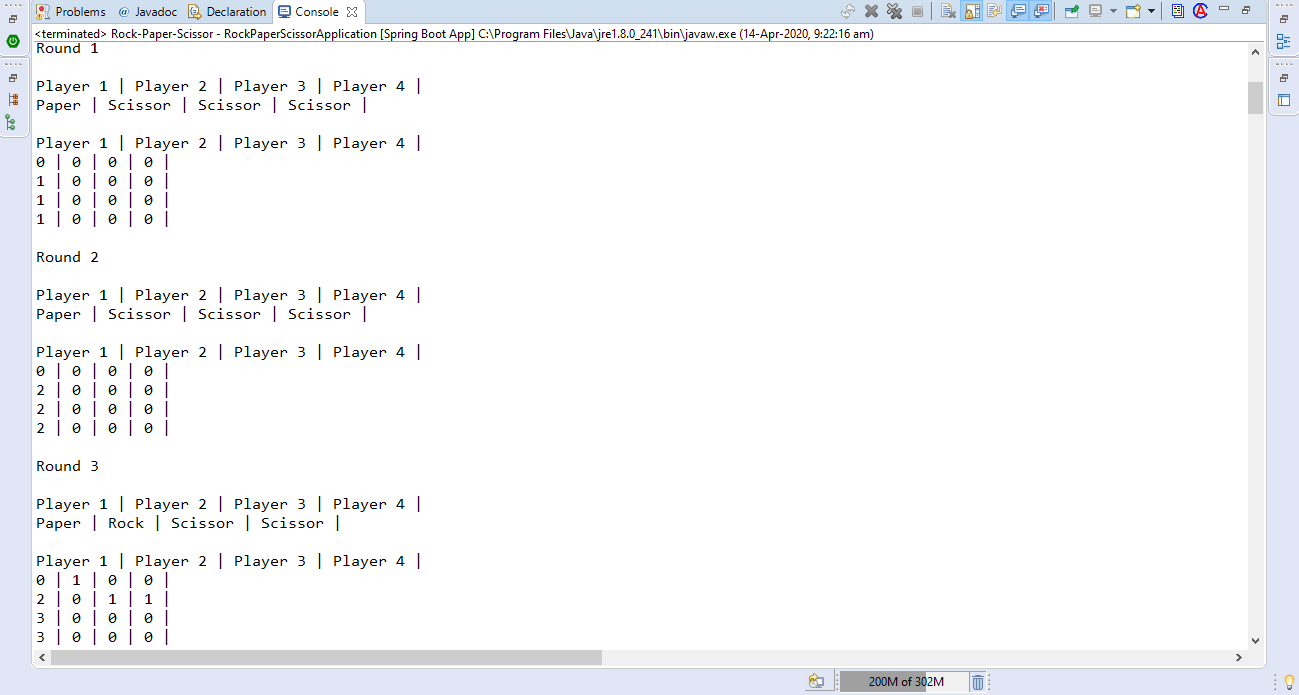 Problems @ Javadoc Declaration Console
<terminated> Rock-Paper-Scissor - RockPaperScissorApplication [Spring Boot App] C:\Program Files\Java\jre1.8.0_241\bin\javaw.exe (14-Apr-2020, 9:22:16 am)
Round 1
Player 1 | Player 2 | Player 3 | Player 4 |
Paper | Scissor | Scissor | Scissor |
Player 1 | Player 2 | Player 3 | Player 4 |
0 | 0 | 0 | 0 |
1 | 0 | 0 | 0 |
1 | 0 | 0 | 0 |
1 | 0 | 0 | 0 |
Round 2
Player 1 | Player 2 | Player 3 | Player 4 |
Paper | Scissor | Scissor | Scissor |
Player 1 | Player 2 | Player 3 | Player 4 |
0 | 0 | 0 | 0 |
2 | 0 | 0 | 0 |
2 | 0 | 0 | 0 |
2 | 0 | 0 | 0 |
Round 3
Player 1 | Player 2 | Player 3 | Player 4 |
Paper | Rock | Scissor | Scissor |
Player 1 | Player 2 | Player 3 | Player 4 |
0 | 1 | 0 | 0 |
2 | 0 | 1 | 1 |
3 | 0 | 0 | 0 |
3 | 0 | 0 | 0 |
200M of 302M